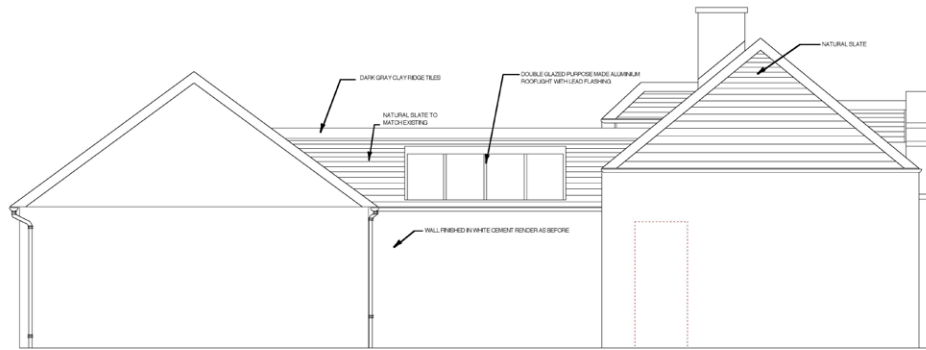 NATURAL SLATE
DARK GRAY CLAY RIDGE TILES
DOUBLE GLAZED PURPOSE MADE ALUMINIUM
ROOFLIGHT WITH LEAD FLASHING
NATURAL SLATE TO
MATCH EXISTING
WALL FINISHED IN WHITE CEMENT RENDER AS BEFORE